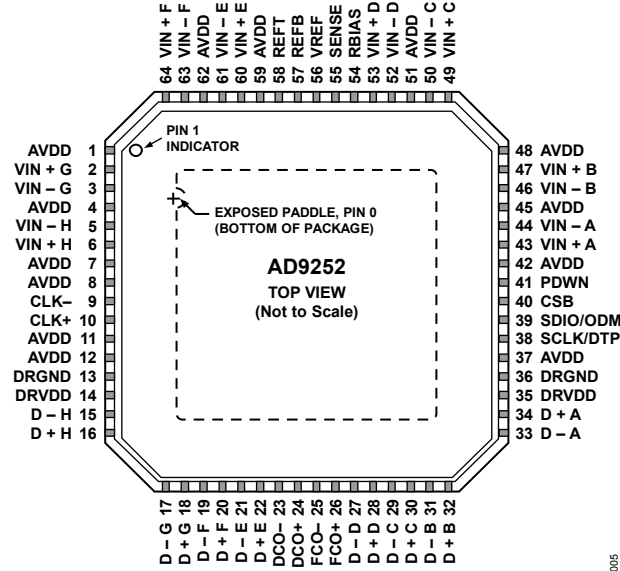 64 VIN + F
63 VIN – F
62 AVDD
61 VIN – E
60 VIN + E
59 AVDD
58 REFT
57 REFB
56 VREF
55 SENSE
54 RBIAS
53 VIN + D
52 VIN – D
51 AVDD
50 VIN – C
49 VIN + C
AVDD 1
VIN + G 2
VIN – G 3
AVDD 4
VIN – H 5
VIN + H 6
AVDD 7
AVDD 8
CLK– 9
CLK+ 10
AVDD 11
AVDD 12
DRGND 13
DRVDD 14
D – H 15
D + H 16
PIN 1
INDICATOR
EXPOSED PADDLE, PIN 0
(BOTTOM OF PACKAGE)
AD9252
TOP VIEW
(Not to Scale)
48 AVDD
47 VIN + B
46 VIN – B
45 AVDD
44 VIN – A
43 VIN + A
42 AVDD
41 PDWN
40 CSB
39 SDIO/ODM
38 SCLK/DTP
37 AVDD
36 DRGND
35 DRVDD
34 D + A
33 D – A
D – G 17
D + G 18
D – F 19
D + F 20
D – E 21
D + E 22
DCO– 23
DCO+ 24
FCO– 25
FCO+ 26
D – D 27
D + D 28
D – C 29
D + C 30
D – B 31
D + B 32
005